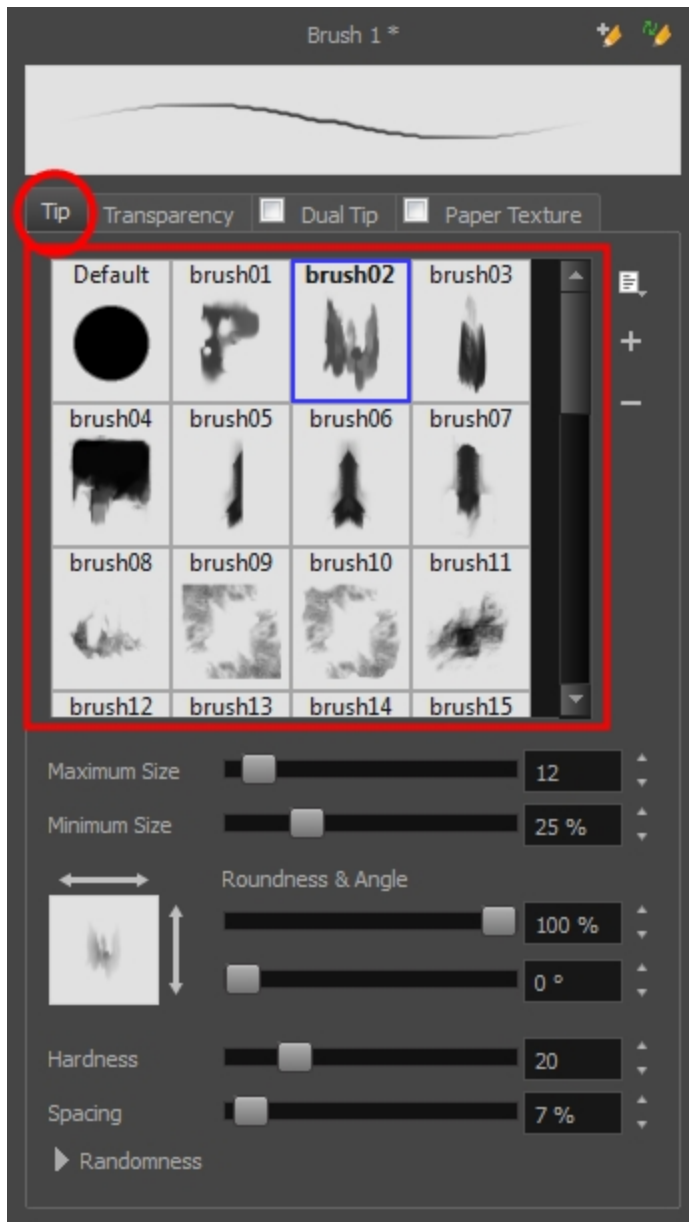 Brush 1 *
Tip Transparency Dual Tip Paper Texture
Default brush01 brush02 brush03
brush04 brush05 brush06 brush07
brush08 brush09 brush10 brush11
brush12 brush13 brush14 brush15
Maximum Size 12
Minimum Size 25 %
Roundness & Angle
100 %
0 °
Hardness 20
Spacing 7 %
Randomness